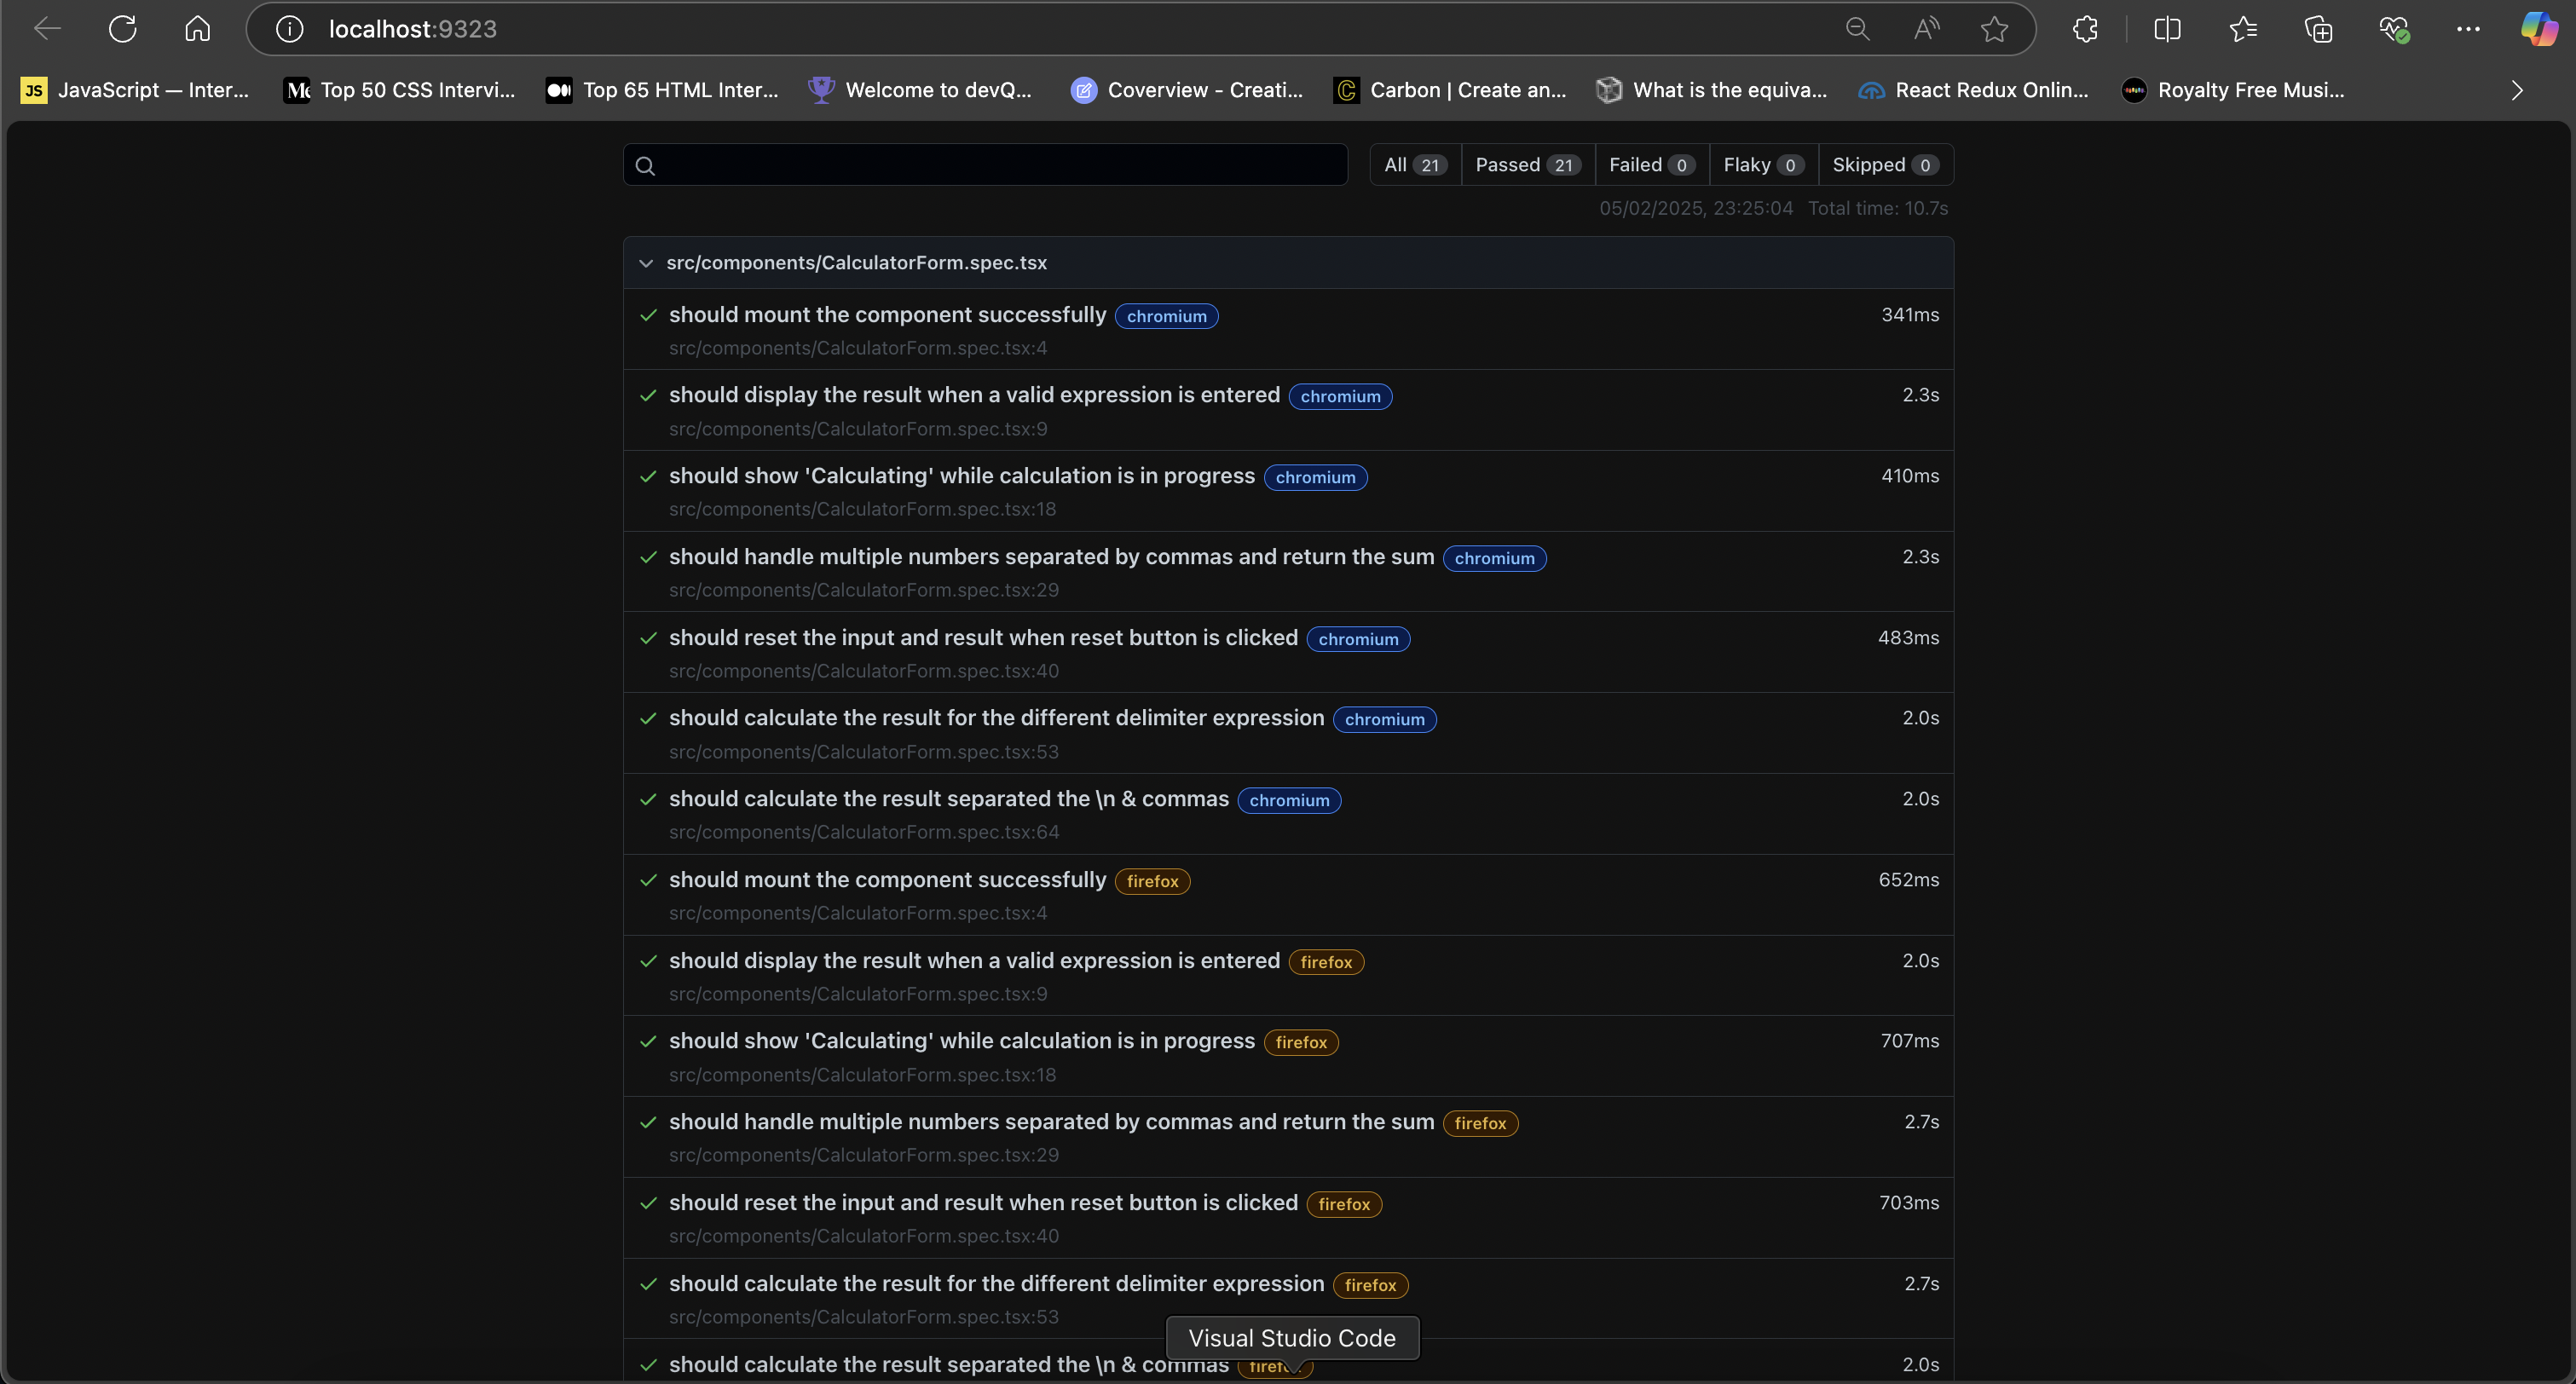 localhost:9323
JS JavaScript — Inter... Top 50 CSS Intervi... Top 65 HTML Inter... Welcome to devQ... Coverview - Creati... Carbon | Create an... What is the equiva... React Redux Onlin... Royalty Free Musi...
All 21 Passed 21 Failed 0 Flaky 0 Skipped 0
05/02/2025, 23:25:04 Total time: 10.7s
src/components/CalculatorForm.spec.tsx
should mount the component successfully chromium 341ms
src/components/CalculatorForm.spec.tsx:4
should display the result when a valid expression is entered chromium 2.3s
src/components/CalculatorForm.spec.tsx:9
should show 'Calculating' while calculation is in progress chromium 410ms
src/components/CalculatorForm.spec.tsx:18
should handle multiple numbers separated by commas and return the sum chromium 2.3s
src/components/CalculatorForm.spec.tsx:29
should reset the input and result when reset button is clicked chromium 483ms
src/components/CalculatorForm.spec.tsx:40
should calculate the result for the different delimiter expression chromium 2.0s
src/components/CalculatorForm.spec.tsx:53
should calculate the result separated the \n & commas chromium 2.0s
src/components/CalculatorForm.spec.tsx:64
should mount the component successfully firefox 652ms
src/components/CalculatorForm.spec.tsx:4
should display the result when a valid expression is entered firefox 2.0s
src/components/CalculatorForm.spec.tsx:9
should show 'Calculating' while calculation is in progress firefox 707ms
src/components/CalculatorForm.spec.tsx:18
should handle multiple numbers separated by commas and return the sum firefox 2.7s
src/components/CalculatorForm.spec.tsx:29
should reset the input and result when reset button is clicked firefox 703ms
src/components/CalculatorForm.spec.tsx:40
should calculate the result for the different delimiter expression firefox 2.7s
src/components/CalculatorForm.spec.tsx:53
Visual Studio Code
should calculate the result separated the \n & commas 2.0s